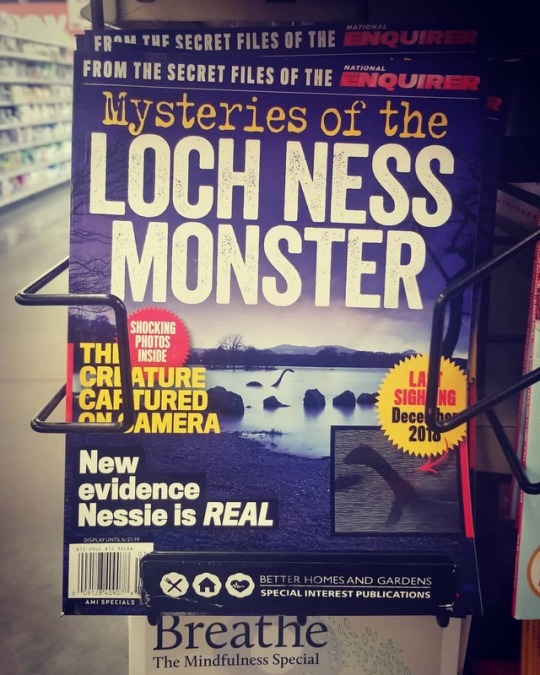 FROM THE SECRET FILES OF THE NATIONAL ENQUIRER
FROM THE SECRET FILES OF THE NATIONAL ENQUIRER
Mysteries of the
LOCH NESS
MONSTER
SHOCKING
PHOTOS
INSIDE
THE
CREATURE
CAPTURED
ON CAMERA
LAST
SIGHTING
December
2018
New
evidence
Nessie is REAL
DISPLAY UNTIL 6/21/19
AMI SPECIALS
BETTER HOMES AND GARDENS
SPECIAL INTEREST PUBLICATIONS
Breathe
The Mindfulness Special